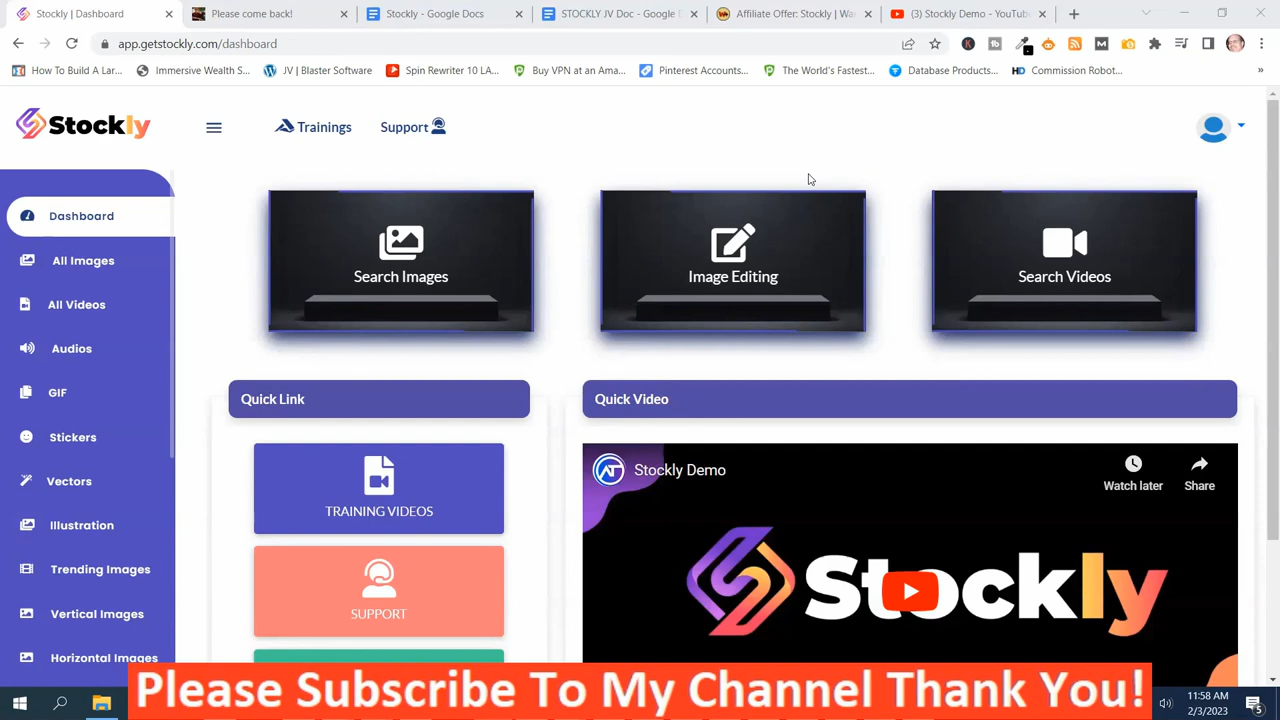 Stockly | Dashboard
Please come back!
Stockly - Google Docs
STOCKLY JV Doc - Google D
Affiliate Offer: Stockly | Wa
(3) Stockly Demo - YouTube
app.getstockly.com/dashboard
How To Build A Lar...
Immersive Wealth S...
Blaster Software
Spin Rewriter 10 LA...
Buy VPN at an Ama...
Pinterest Accounts...
The World's Fastest...
Database Products...
Commission Robot...
»
Stockly
Trainings
Support
Dashboard
All Images
All Videos
Audios
GIF
Stickers
Vectors
Illustration
Trending Images
Vertical Images
Horizontal Images
Search Images
Image Editing
Search Videos
Quick Link
Quick Video
TRAINING VIDEOS
SUPPORT
Stockly Demo
Watch later
Share
Stockly
Please Subscribe To My Channel Thank You!
11:58 AM
2/3/2023
5